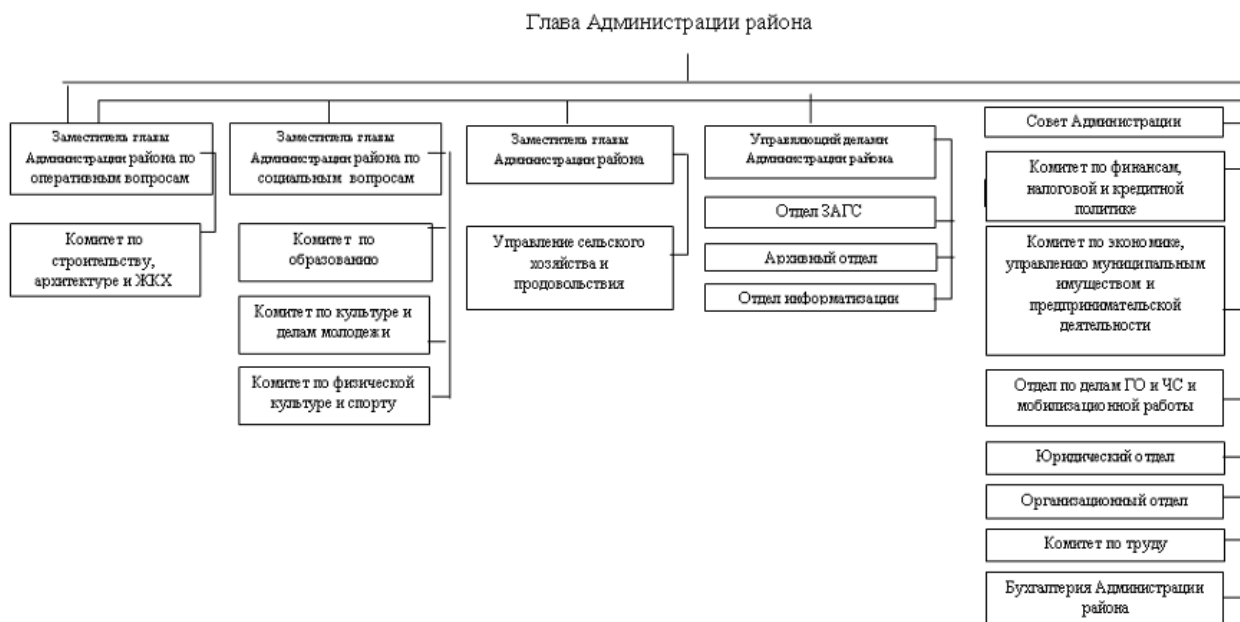 Глава Администрации района
Заместитель главы
Администрации района по
оперативным вопросам
Комитет по
строительству,
архитектуре и ЖКХ
Заместитель главы
Администрации района по
социальным вопросам
Комитет по
образованию
Комитет по культуре и
делам молодежи
Комитет по физической
культуре и спорту
Заместитель главы
Администрации района
Управление сельского
хозяйства и
продовольствия
Управляющий делами
Администрации района
Отдел ЗАГС
Архивный отдел
Отдел информатизации
Совет Администрации
Комитет по финансам,
налоговой и кредитной
политике
Комитет по экономике,
управлению муниципальным
имуществом и
предпринимательской
деятельности
Отдел по делам ГО и ЧС и
мобилизационной работы
Юридический отдел
Организационный отдел
Комитет по труду
Бухгалтерия Администрации
района